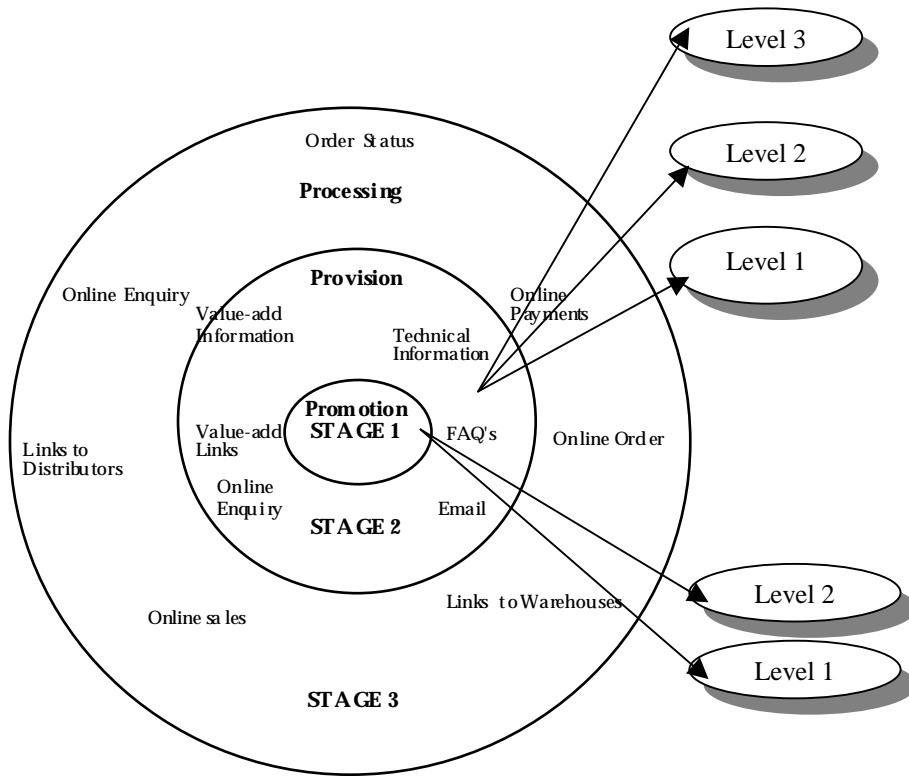 Level 3
Order Status
Level 2
Processing
Level 1
Provision
Online Enquiry
Online
Payments
Value-add
Information
Technical
Information
Promotion
STAGE 1
Value-add
Links
FAQ's
Online Order
Links to
Distributors
Online
Enquiry
Email
STAGE 2
Level 2
Links to Warehouses
Online sales
Level 1
STAGE 3